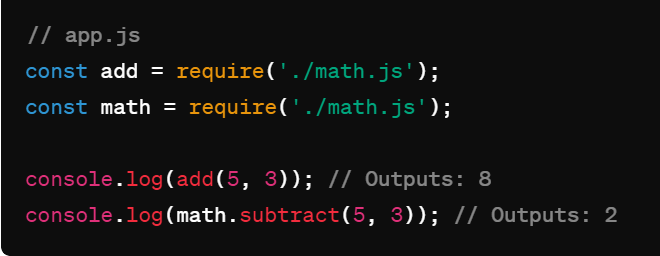 // app.js
const add = require('./math.js');
const math = require('./math.js');
console.log(add(5, 3)); // Outputs: 8
console.log(math.subtract(5, 3)); // Outputs: 2